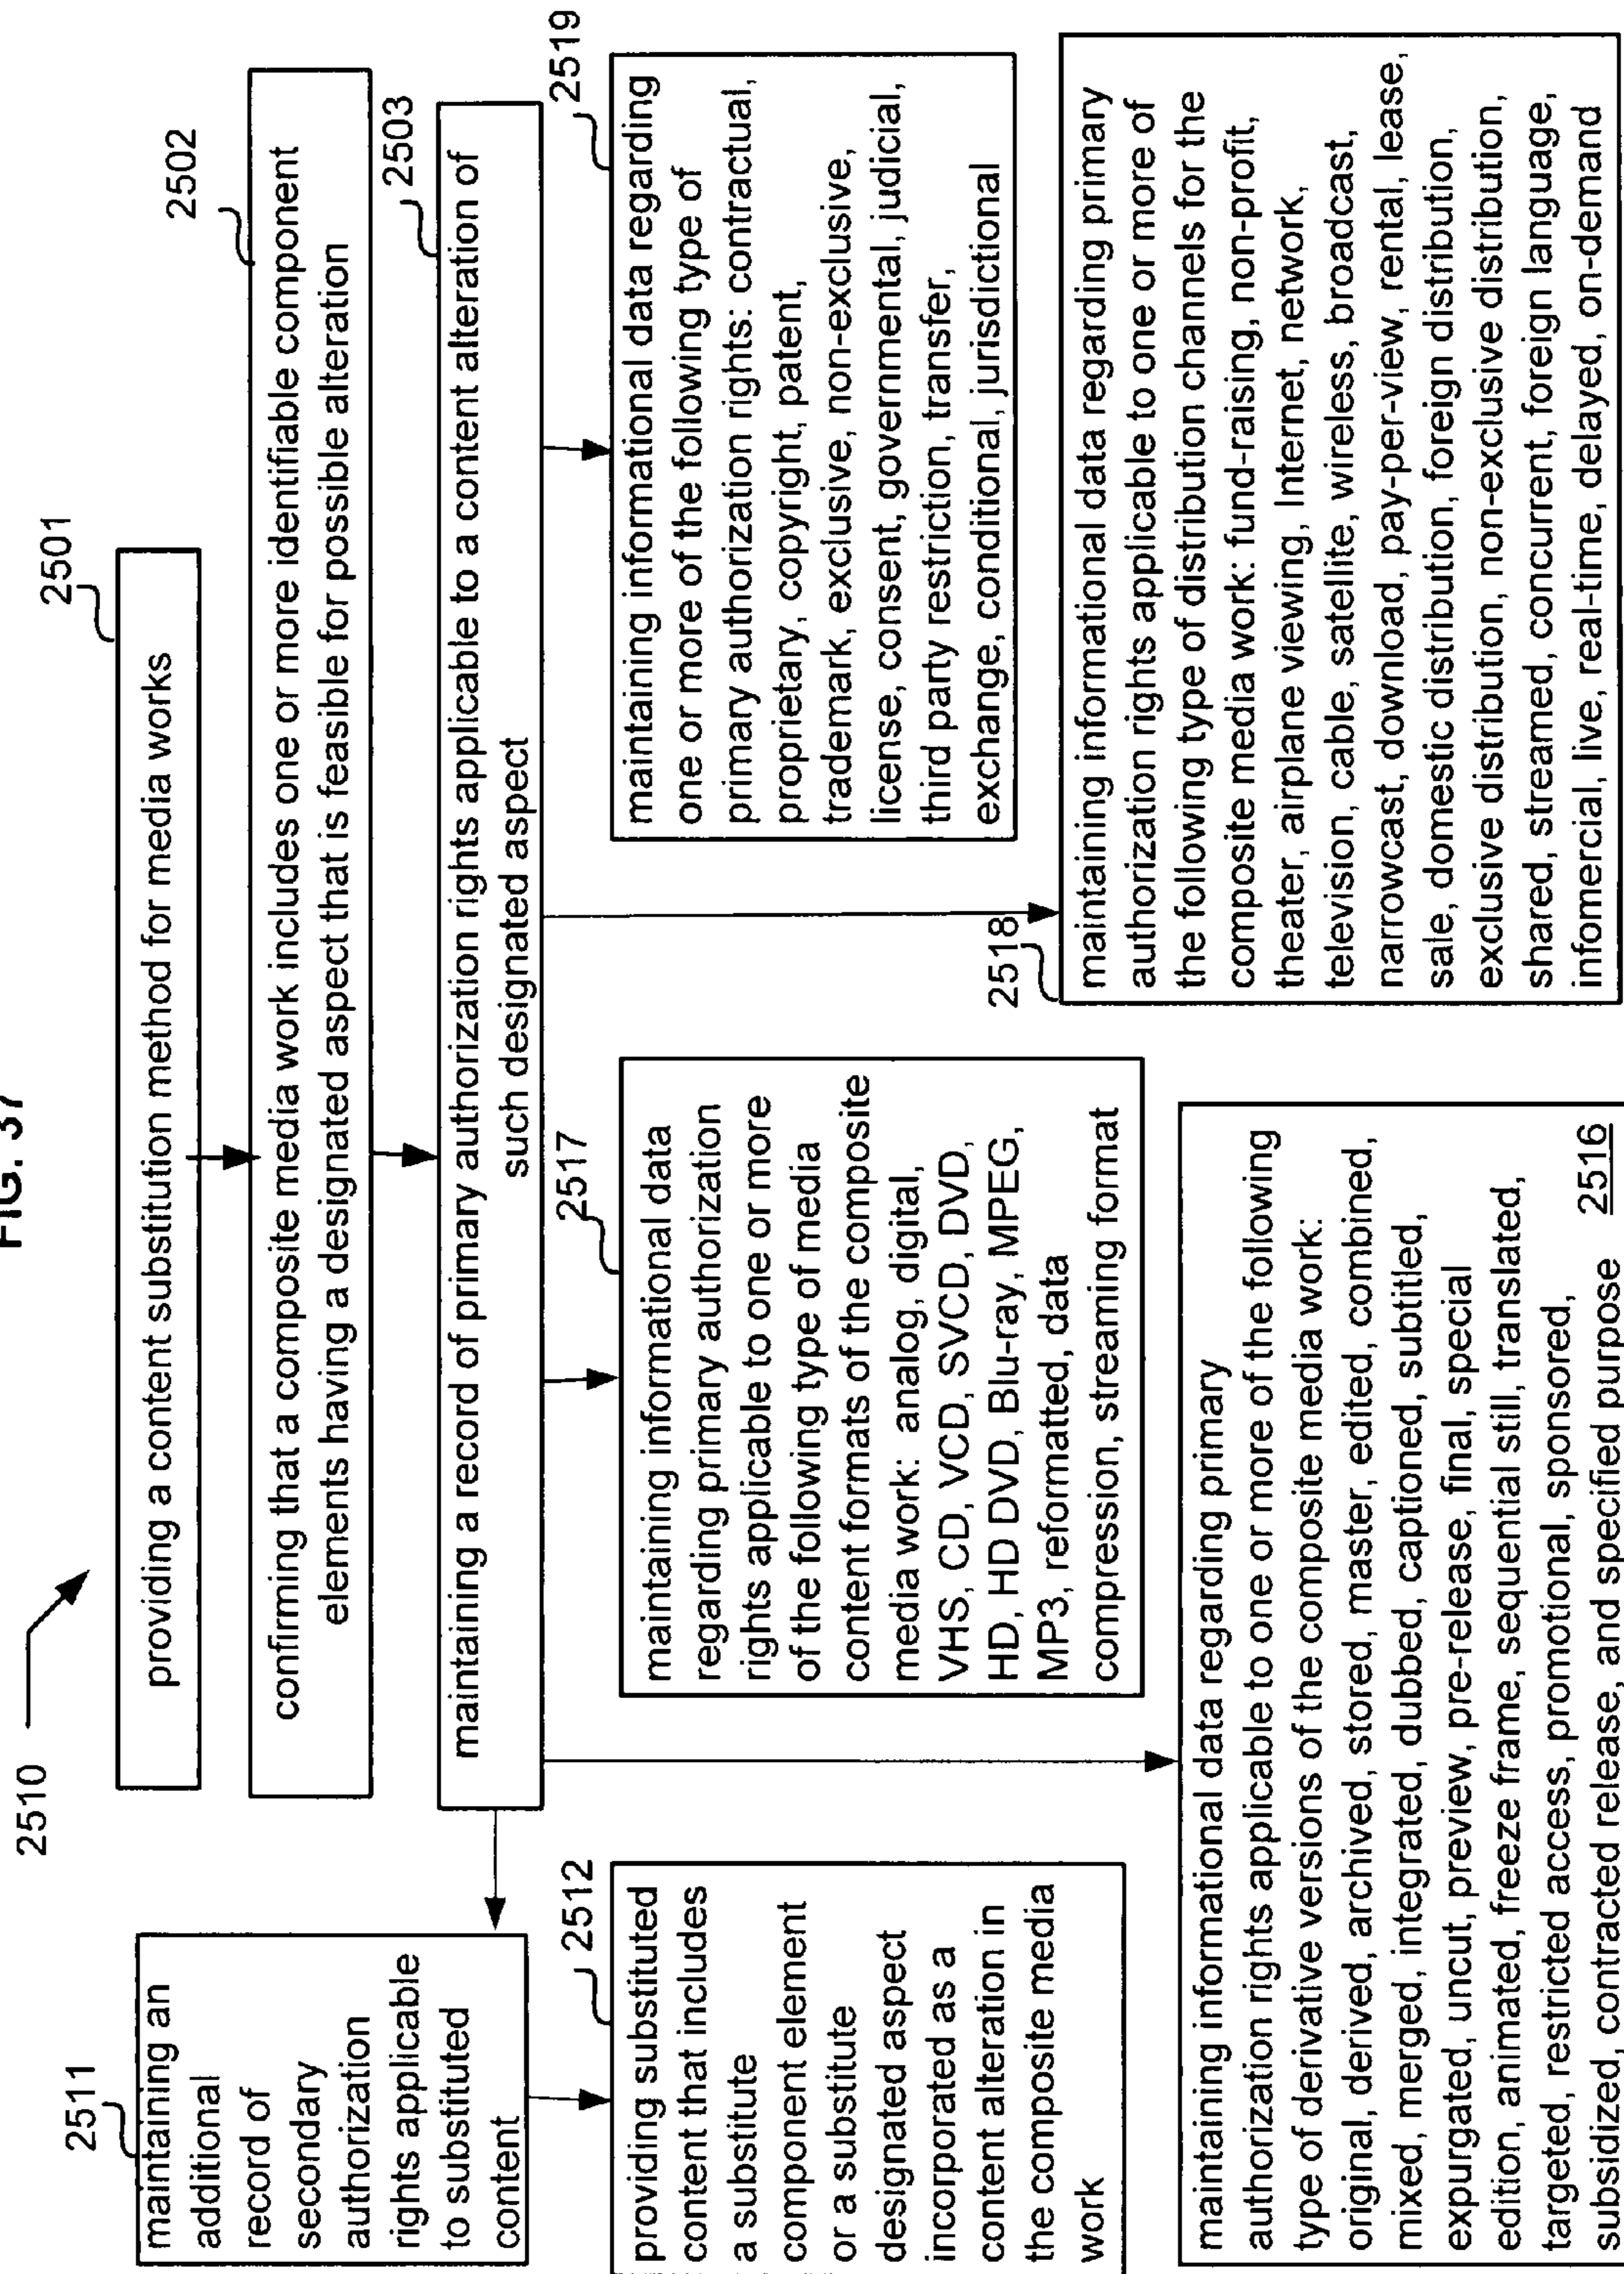 FIG. 37
2510
2501
providing a content substitution method for media works
2502
confirming that a composite media work includes one or more identifiable component
elements having a designated aspect that is feasible for possible alteration
2503
maintaining a record of primary authorization rights applicable to a content alteration of
such designated aspect
2511
maintaining an
additional
record of
secondary
authorization
rights applicable
to substituted
content
2512
providing substituted
content that includes
a substitute
component element
or a substitute
designated aspect
incorporated as a
content alteration in
the composite media
work
2517
maintaining informational data
regarding primary authorization
rights applicable to one or more
of the following type of media
content formats of the composite
media work: analog, digital,
VHS, CD, VCD, SVCD, DVD,
HD, HD DVD, Blu-ray, MPEG,
MP3, reformatted, data
compression, streaming format
2519
maintaining informational data regarding
one or more of the following type of
primary authorization rights: contractual,
proprietary, copyright, patent,
trademark, exclusive, non-exclusive,
license, consent, governmental, judicial,
third party restriction, transfer,
exchange, conditional, jurisdictional
maintaining informational data regarding primary
authorization rights applicable to one or more of the following
type of derivative versions of the composite media work:
original, derived, archived, stored, master, edited, combined,
mixed, merged, integrated, dubbed, captioned, subtitled,
expurgated, uncut, preview, pre-release, final, special
edition, animated, freeze frame, sequential still, translated,
targeted, restricted access, promotional, sponsored,
subsidized, contracted release, and specified purpose
2516
2518
maintaining informational data regarding primary
authorization rights applicable to one or more of
the following type of distribution channels for the
composite media work: fund-raising, non-profit,
theater, airplane viewing, Internet, network,
television, cable, satellite, wireless, broadcast,
narrowcast, download, pay-per-view, rental, lease,
sale, domestic distribution, foreign distribution,
exclusive distribution, non-exclusive distribution,
shared, streamed, concurrent, foreign language,
infomercial, live, real-time, delayed, on-demand